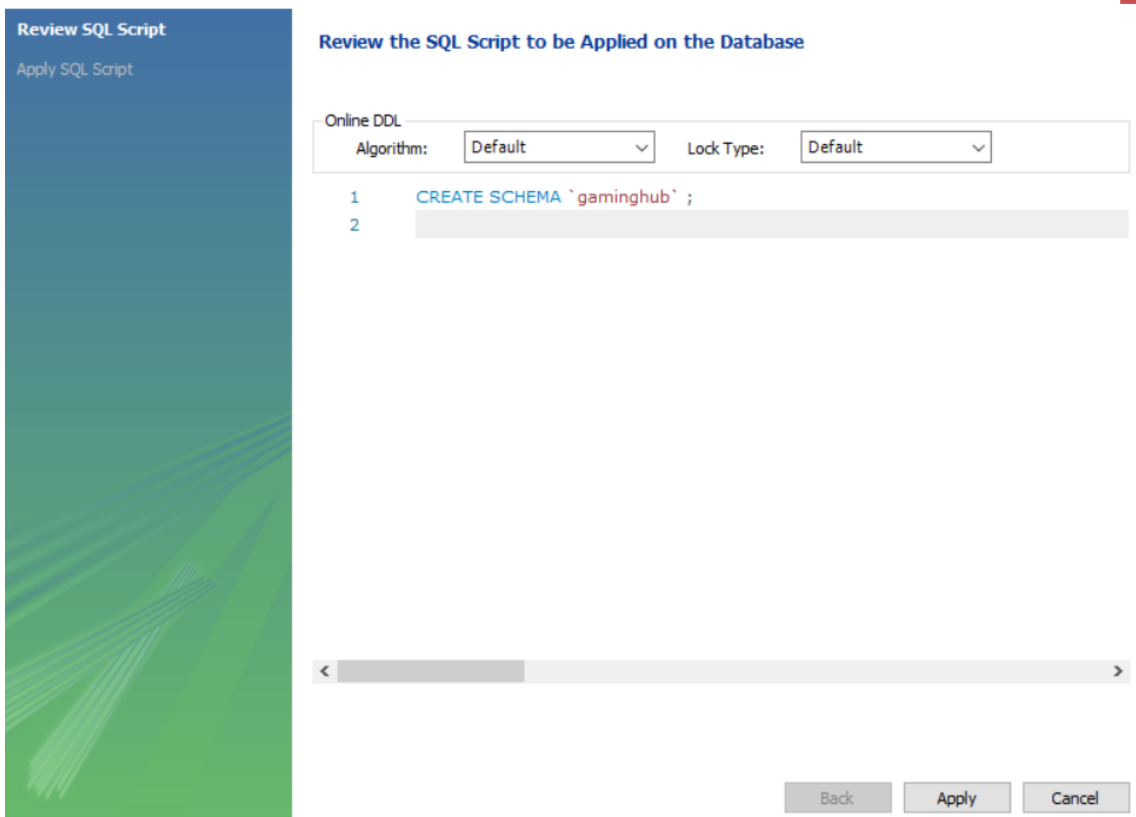 Review SQL Script
Apply SQL Script
Review the SQL Script to be Applied on the Database
Online DDL
Algorithm: Default Lock Type: Default
1 CREATE SCHEMA `gaminghub` ;
2
Back Apply Cancel